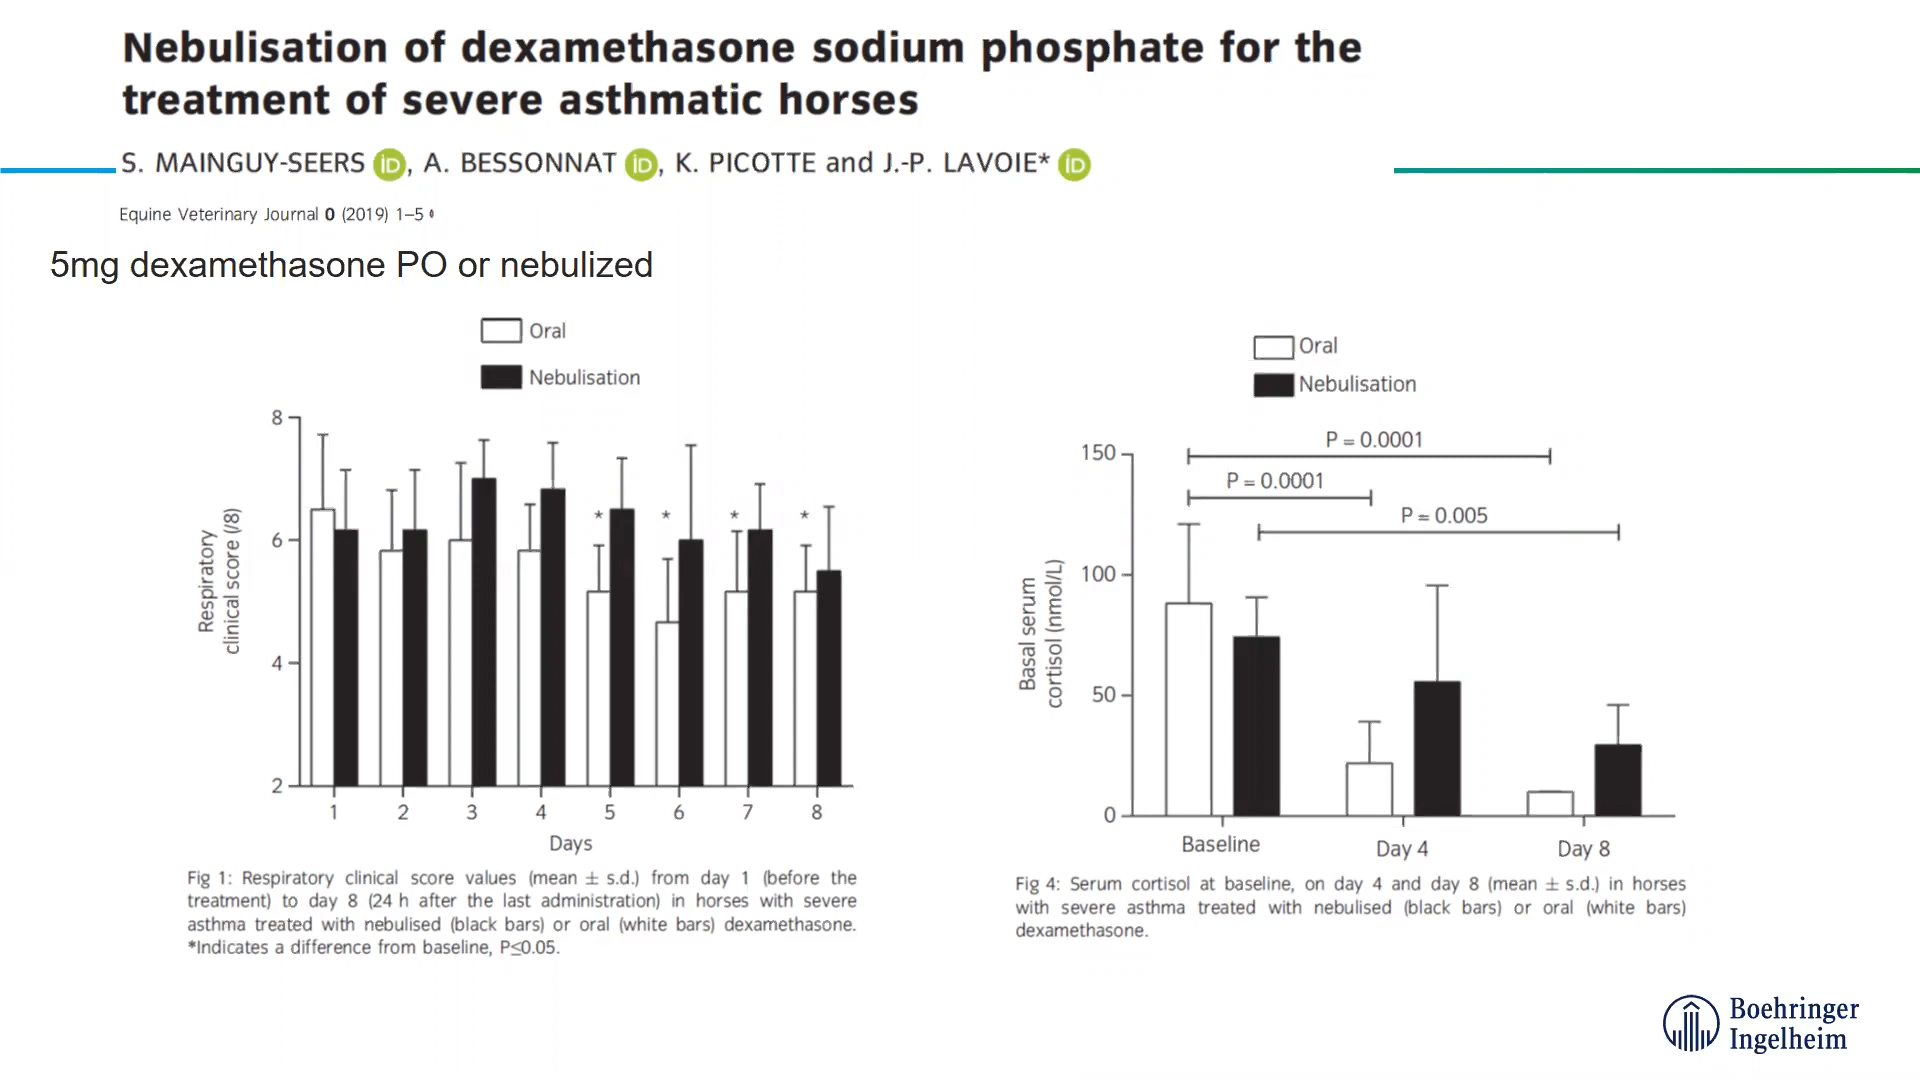 Nebulisation of dexamethasone sodium phosphate for the
treatment of severe asthmatic horses
S. MAINGUY-SEERS iD, A. BESSONNAT iD, K. PICOTTE and J.-P. LAVOIE* iD
Equine Veterinary Journal 0 (2019) 1–5
5mg dexamethasone PO or nebulized
Oral
Nebulisation
8
6
4
2
Respiratory
clinical score (/8)
* * * *
1 2 3 4 5 6 7 8
Days
Fig 1: Respiratory clinical score values (mean ± s.d.) from day 1 (before the
treatment) to day 8 (24 h after the last administration) in horses with severe
asthma treated with nebulised (black bars) or oral (white bars) dexamethasone.
*Indicates a difference from baseline, P≤0.05.
Oral
Nebulisation
P = 0.0001
P = 0.0001
P = 0.005
150
100
50
0
Basal serum
cortisol (nmol/L)
Baseline Day 4 Day 8
Fig 4: Serum cortisol at baseline, on day 4 and day 8 (mean ± s.d.) in horses
with severe asthma treated with nebulised (black bars) or oral (white bars)
dexamethasone.
Boehringer
Ingelheim